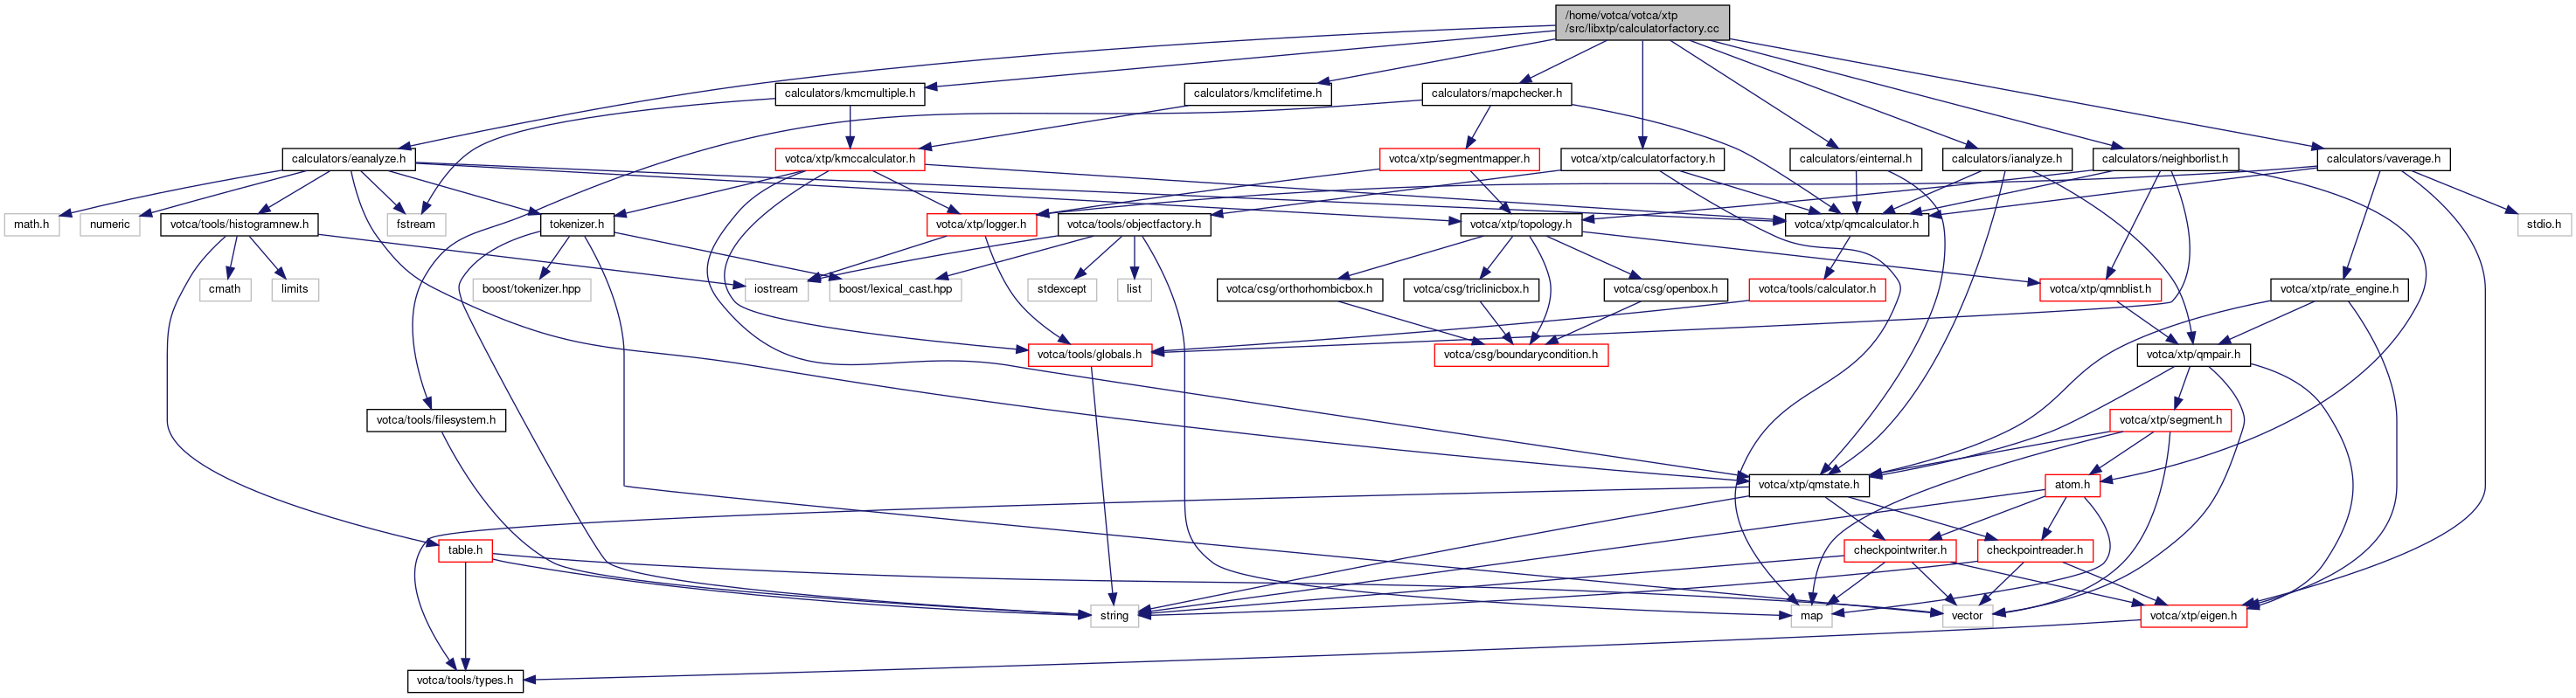 /home/votca/votca/xtp
/src/libxtp/calculatorfactory.cc
calculators/kmcmultiple.h
calculators/kmclifetime.h
calculators/mapchecker.h
calculators/eanalyze.h
votca/xtp/kmccalculator.h
votca/xtp/segmentmapper.h
votca/xtp/calculatorfactory.h
calculators/einternal.h
calculators/ianalyze.h
calculators/neighborlist.h
calculators/vaverage.h
math.h
numeric
votca/tools/histogramnew.h
fstream
tokenizer.h
votca/xtp/logger.h
votca/tools/objectfactory.h
votca/xtp/topology.h
votca/xtp/qmcalculator.h
stdio.h
cmath
limits
boost/tokenizer.hpp
iostream
boost/lexical_cast.hpp
stdexcept
list
votca/csg/orthorhombicbox.h
votca/csg/triclinicbox.h
votca/csg/openbox.h
votca/tools/calculator.h
votca/xtp/qmnblist.h
votca/xtp/rate_engine.h
votca/tools/globals.h
votca/csg/boundarycondition.h
votca/xtp/qmpair.h
votca/tools/filesystem.h
votca/xtp/segment.h
votca/xtp/qmstate.h
atom.h
table.h
checkpointwriter.h
checkpointreader.h
string
map
vector
votca/xtp/eigen.h
votca/tools/types.h